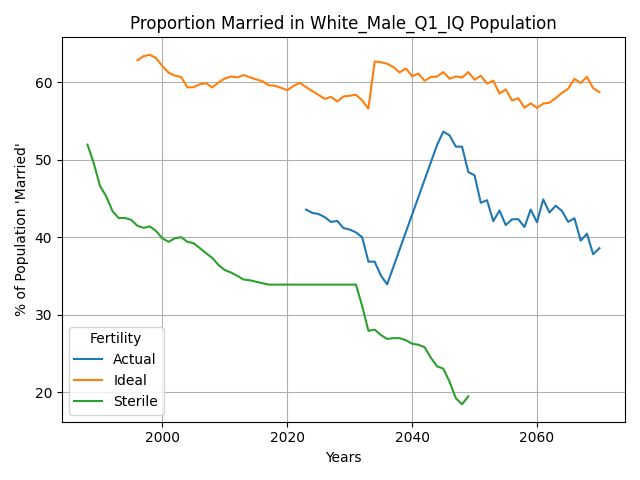 Proportion Married in White_Male_Q1_IQ Population
% of Population 'Married'
60
50
40
30
20
Fertility
Actual
Ideal
Sterile
2000 2020 2040 2060
Years